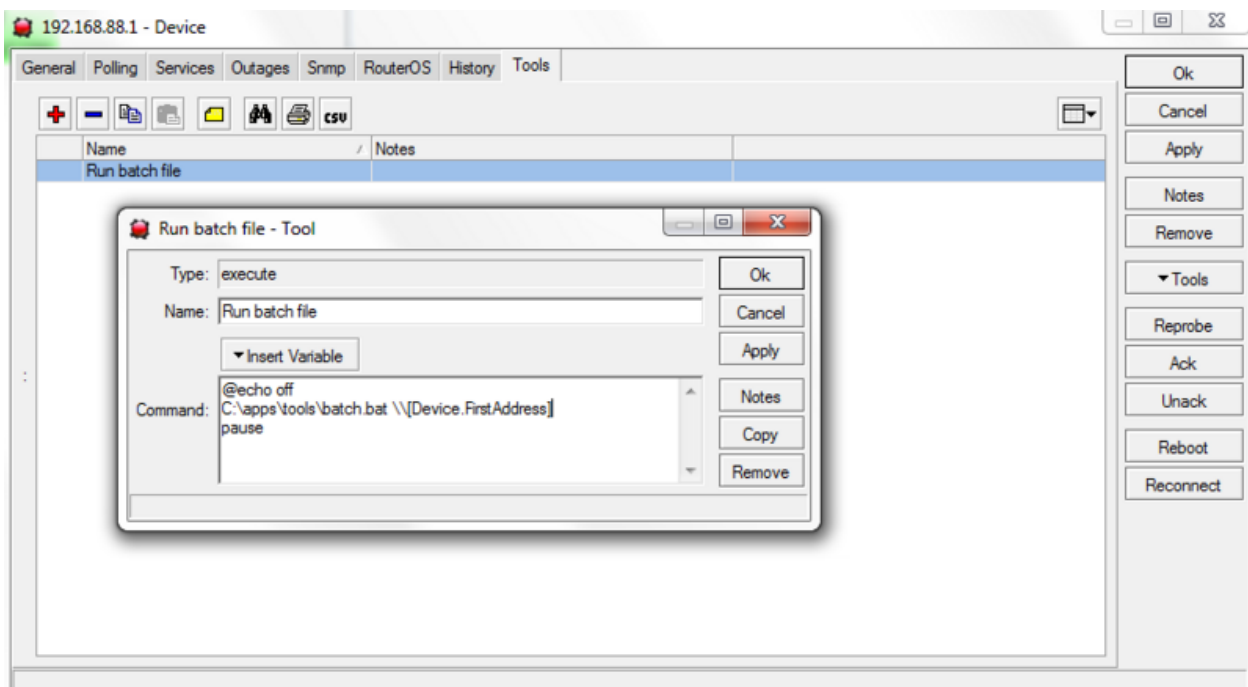 192.168.88.1 - Device
General Polling Services Outages Snmp RouterOS History Tools
csv
Name Notes
Run batch file
Run batch file - Tool
Type: execute
Name: Run batch file
Insert Variable
Command: @echo off
C:\apps\tools\batch.bat \\[Device.FirstAddress]
pause
Ok
Cancel
Apply
Notes
Copy
Remove
Ok
Cancel
Apply
Notes
Remove
Tools
Reprobe
Ack
Unack
Reboot
Reconnect